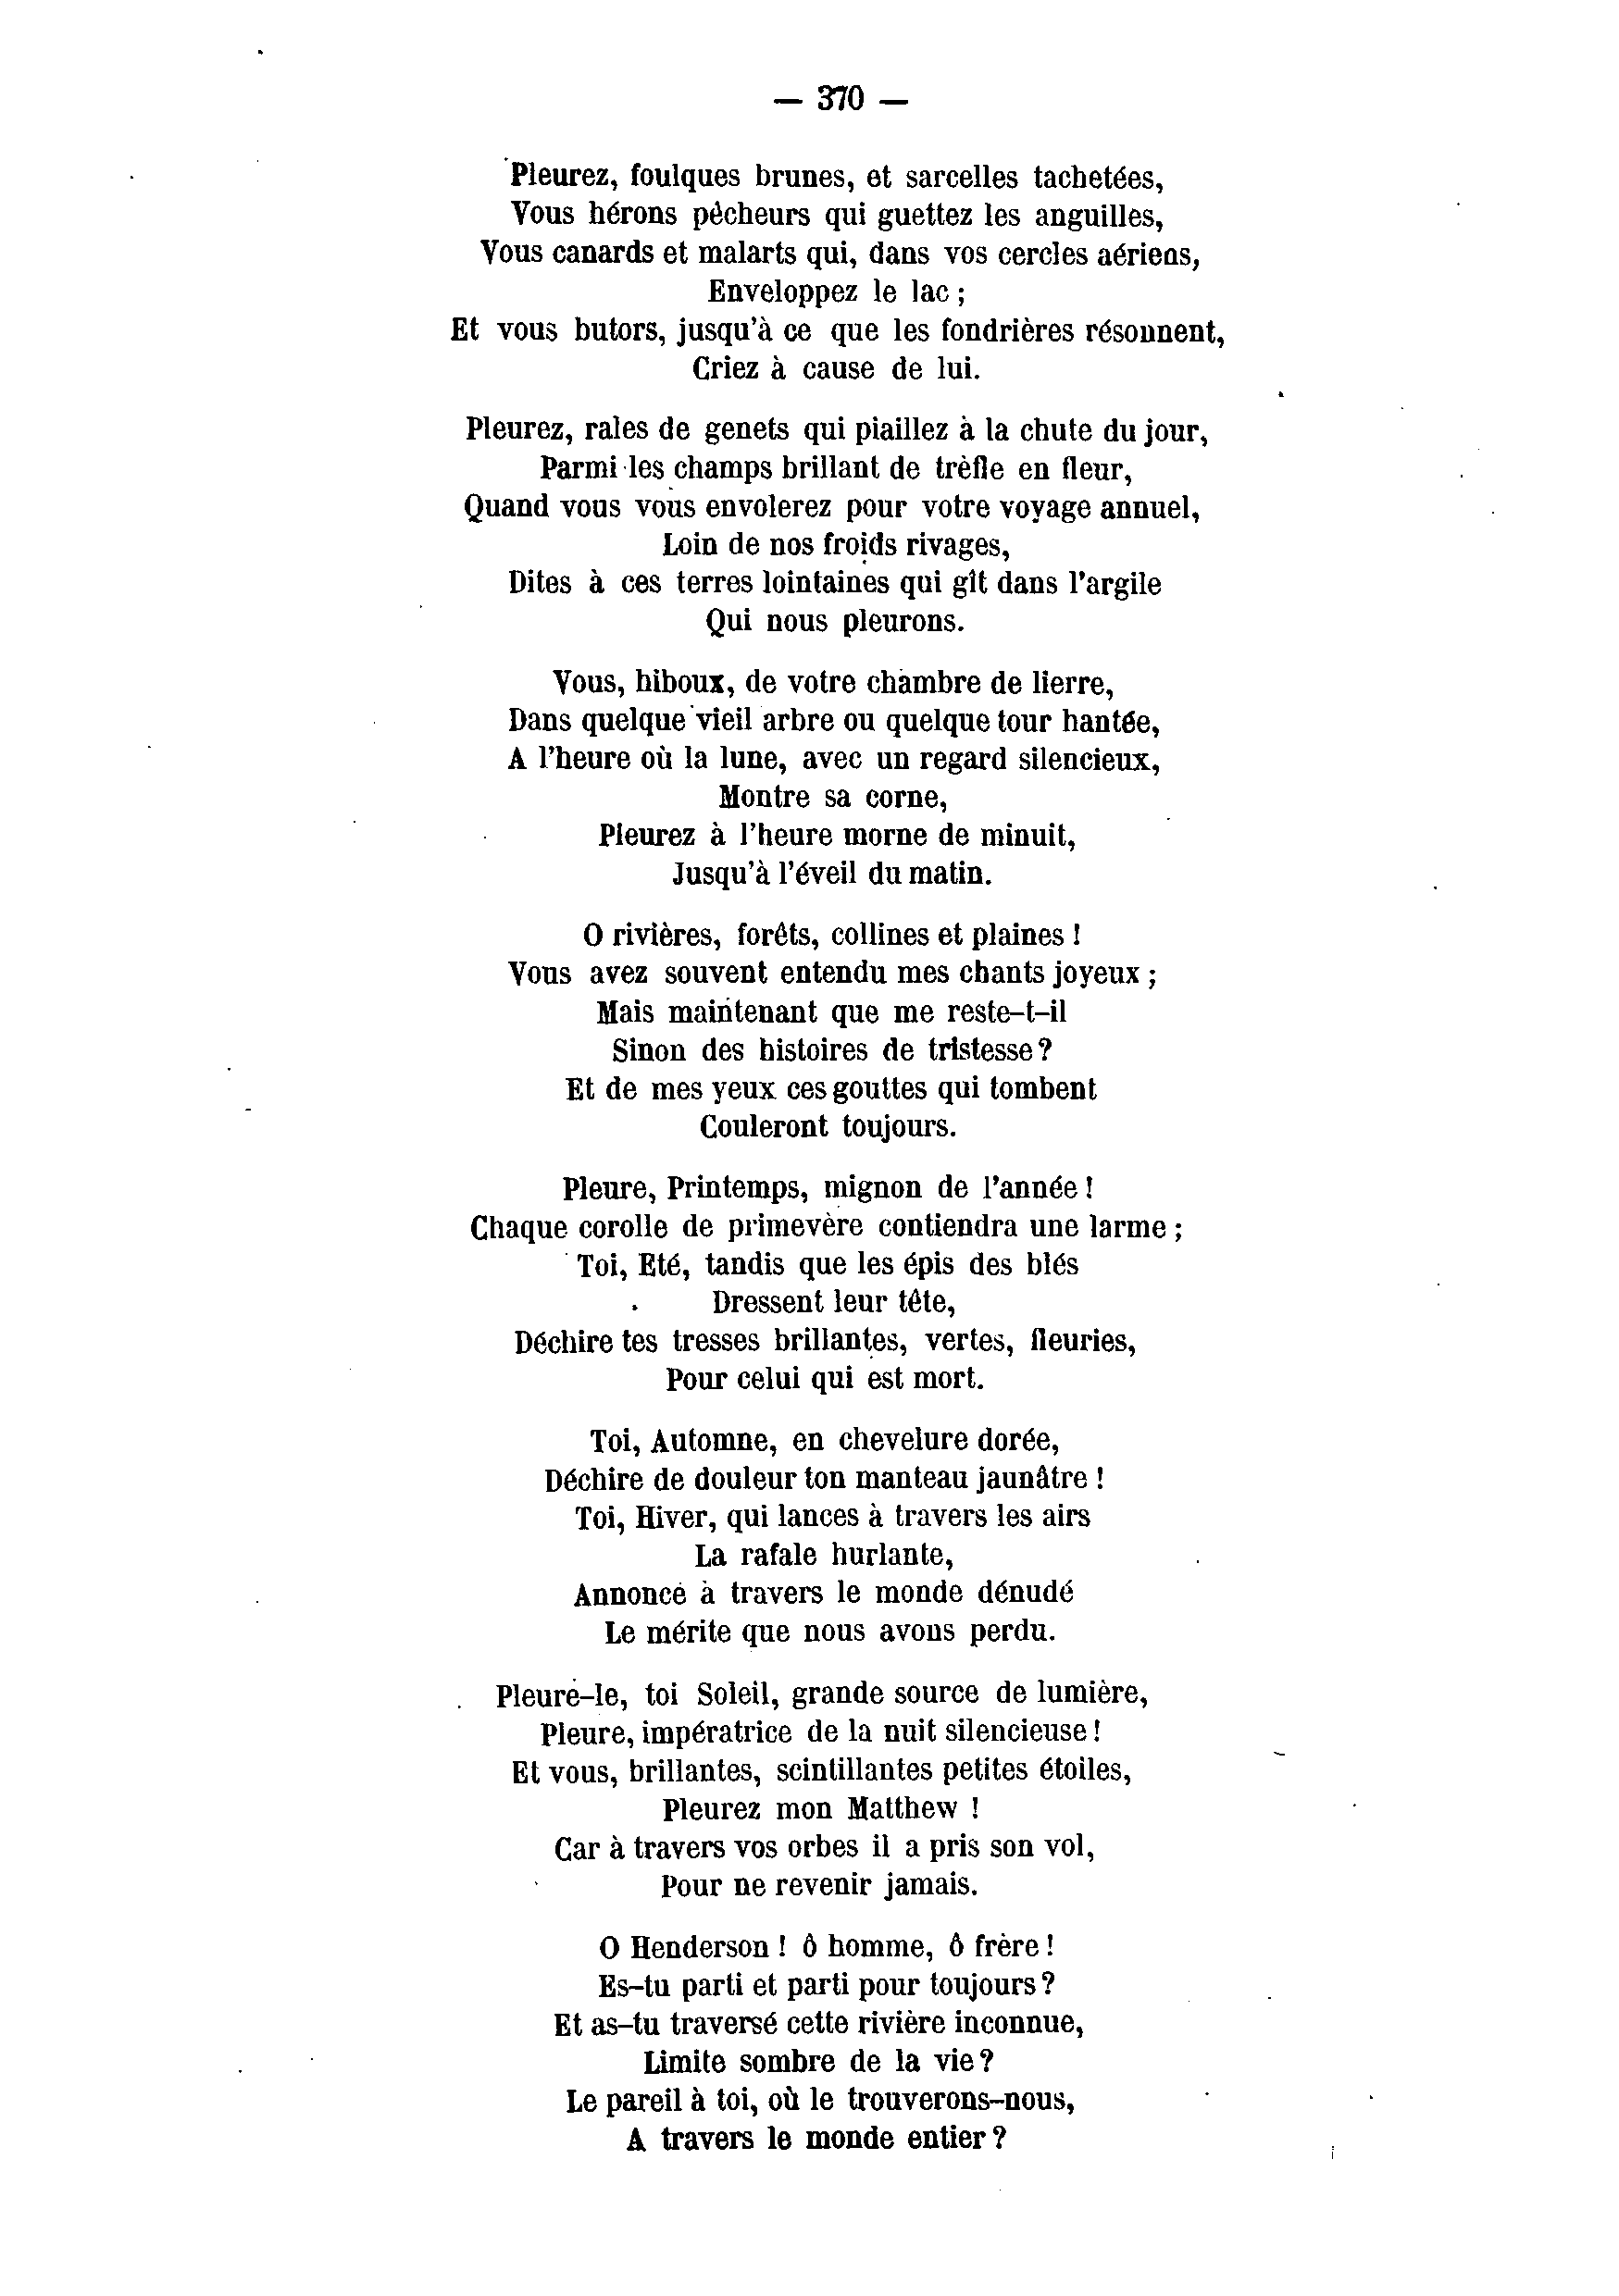 — 370 —
Pleurez, foulques brunes, et sarcelles tachetées,
Vous hérons pêcheurs qui guettez les anguilles,
Vous canards et malarts qui, dans vos cercles aériens,
Enveloppez le lac ;
Et vous butors, jusqu'à ce que les fondrières résonnent,
Criez à cause de lui.
Pleurez, rales de genets qui piaillez à la chute du jour,
Parmi les champs brillant de trèfle en fleur,
Quand vous vous envolerez pour votre voyage annuel,
Loin de nos froids rivages,
Dites à ces terres lointaines qui gît dans l'argile
Qui nous pleurons.
Vous, hiboux, de votre chambre de lierre,
Dans quelque vieil arbre ou quelque tour hantée,
A l'heure où la lune, avec un regard silencieux,
Montre sa corne,
Pleurez à l'heure morne de minuit,
Jusqu'à l'éveil du matin.
O rivières, forêts, collines et plaines !
Vous avez souvent entendu mes chants joyeux ;
Mais maintenant que me reste-t-il
Sinon des histoires de tristesse ?
Et de mes yeux ces gouttes qui tombent
Couleront toujours.
Pleure, Printemps, mignon de l'année !
Chaque corolle de primevère contiendra une larme ;
Toi, Eté, tandis que les épis des blés
Dressent leur tête,
Déchire tes tresses brillantes, vertes, fleuries,
Pour celui qui est mort.
Toi, Automne, en chevelure dorée,
Déchire de douleur ton manteau jaunâtre !
Toi, Hiver, qui lances à travers les airs
La rafale hurlante,
Annonce à travers le monde dénudé
Le mérite que nous avons perdu.
Pleure-le, toi Soleil, grande source de lumière,
Pleure, impératrice de la nuit silencieuse !
Et vous, brillantes, scintillantes petites étoiles,
Pleurez mon Matthew !
Car à travers vos orbes il a pris son vol,
Pour ne revenir jamais.
O Henderson ! ô homme, ô frère !
Es-tu parti et parti pour toujours ?
Et as-tu traversé cette rivière inconnue,
Limite sombre de la vie ?
Le pareil à toi, où le trouverons-nous,
A travers le monde entier ?